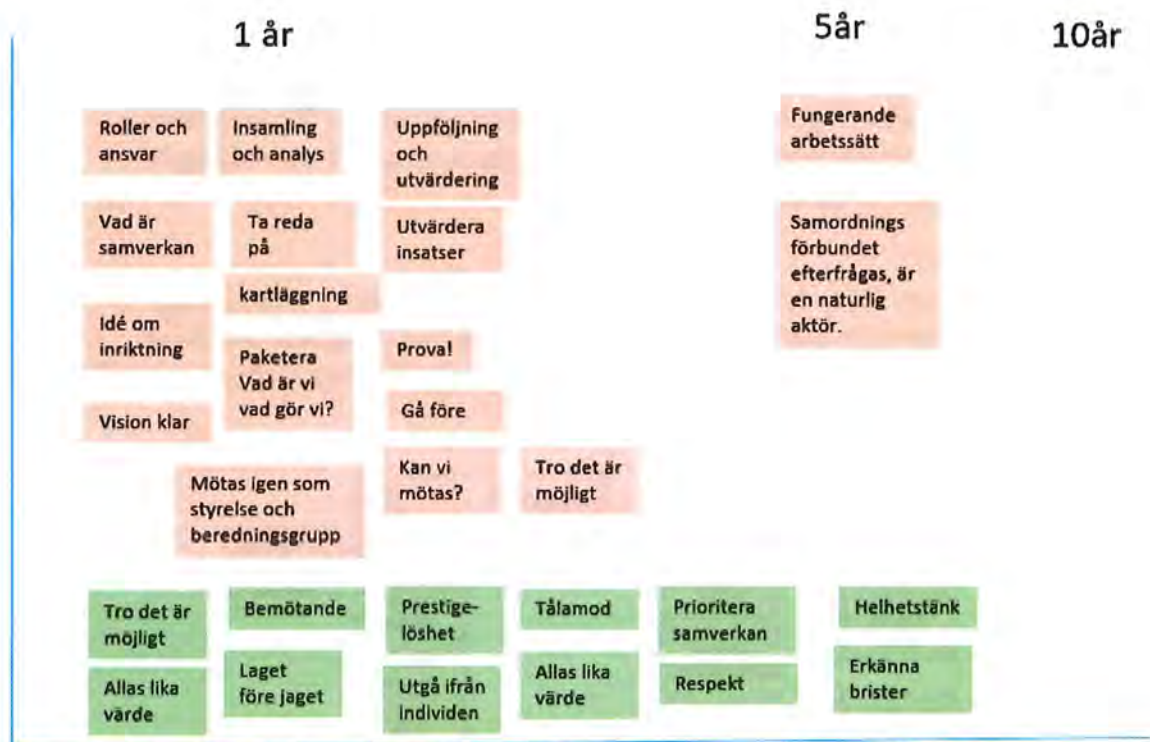 1 år
5år
10år
Roller och
ansvar
Insamling
och analys
Uppföljning
och
utvärdering
Fungerande
arbetssätt
Vad är
samverkan
Ta reda
på
Utvärdera
insatser
Samordnings
förbundet
efterfrågas, är
en naturlig
aktör.
kartläggning
Idé om
inriktning
Paketera
Vad är vi
vad gör vi?
Prova!
Vision klar
Gå före
Mötas igen som
styrelse och
beredningsgrupp
Kan vi
mötas?
Tro det är
möjligt
Tro det är
möjligt
Bemötande
Prestige-
löshet
Tålamod
Prioritera
samverkan
Helhetstänk
Allas lika
värde
Laget
före jaget
Utgå ifrån
individen
Allas lika
värde
Respekt
Erkänna
brister